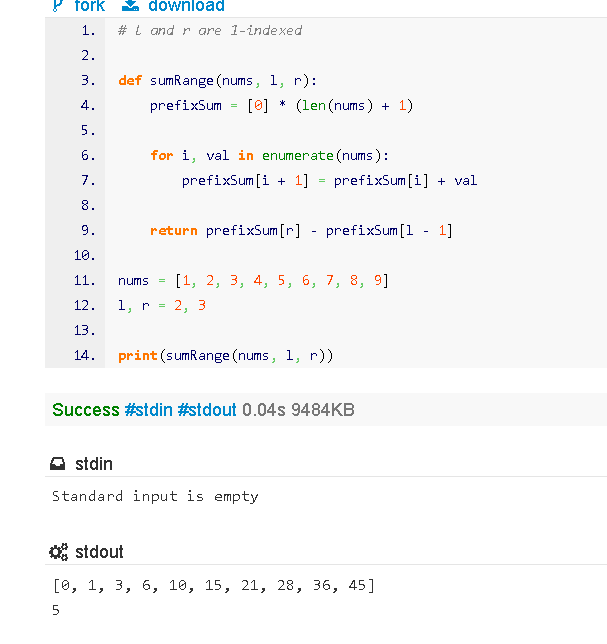 fork download
1. # l and r are 1-indexed
2.
3. def sumRange(nums, l, r):
4.     prefixSum = [0] * (len(nums) + 1)
5.
6.     for i, val in enumerate(nums):
7.         prefixSum[i + 1] = prefixSum[i] + val
8.
9.     return prefixSum[r] - prefixSum[l - 1]
10.
11. nums = [1, 2, 3, 4, 5, 6, 7, 8, 9]
12. l, r = 2, 3
13.
14. print(sumRange(nums, l, r))
Success #stdin #stdout 0.04s 9484KB
stdin
Standard input is empty
stdout
[0, 1, 3, 6, 10, 15, 21, 28, 36, 45]
5